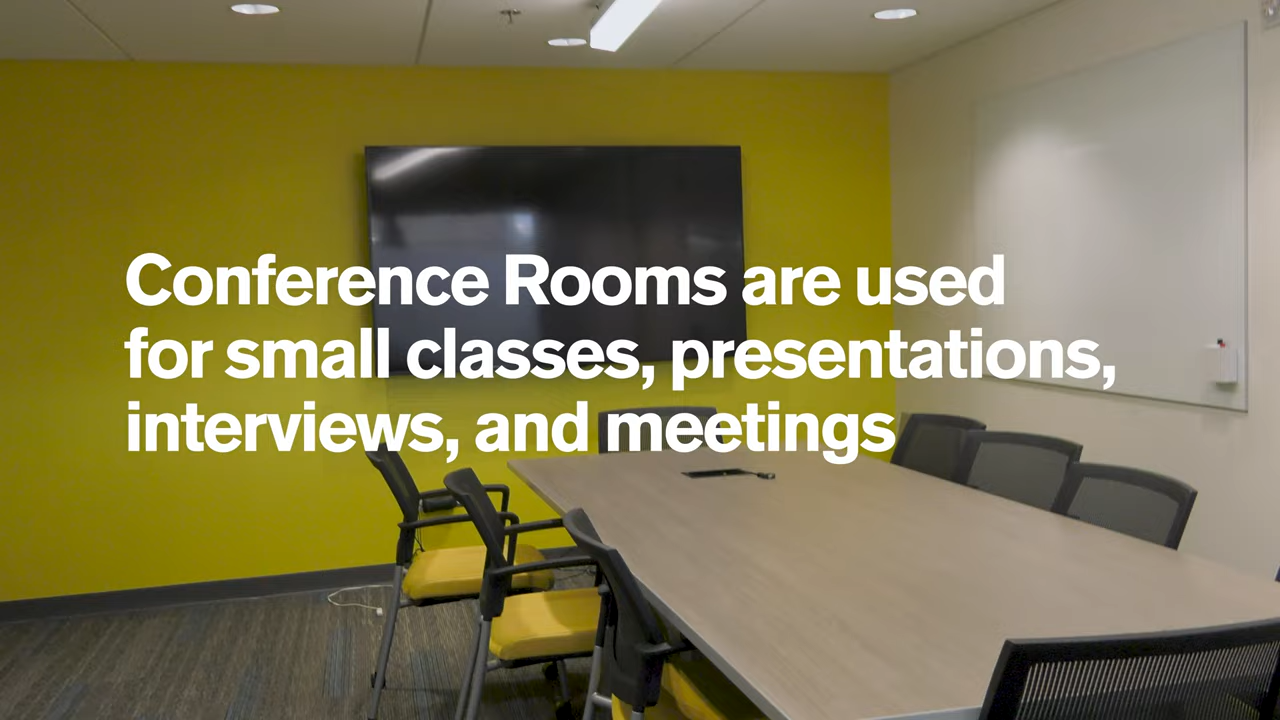 Conference Rooms are used
for small classes, presentations,
interviews, and meetings